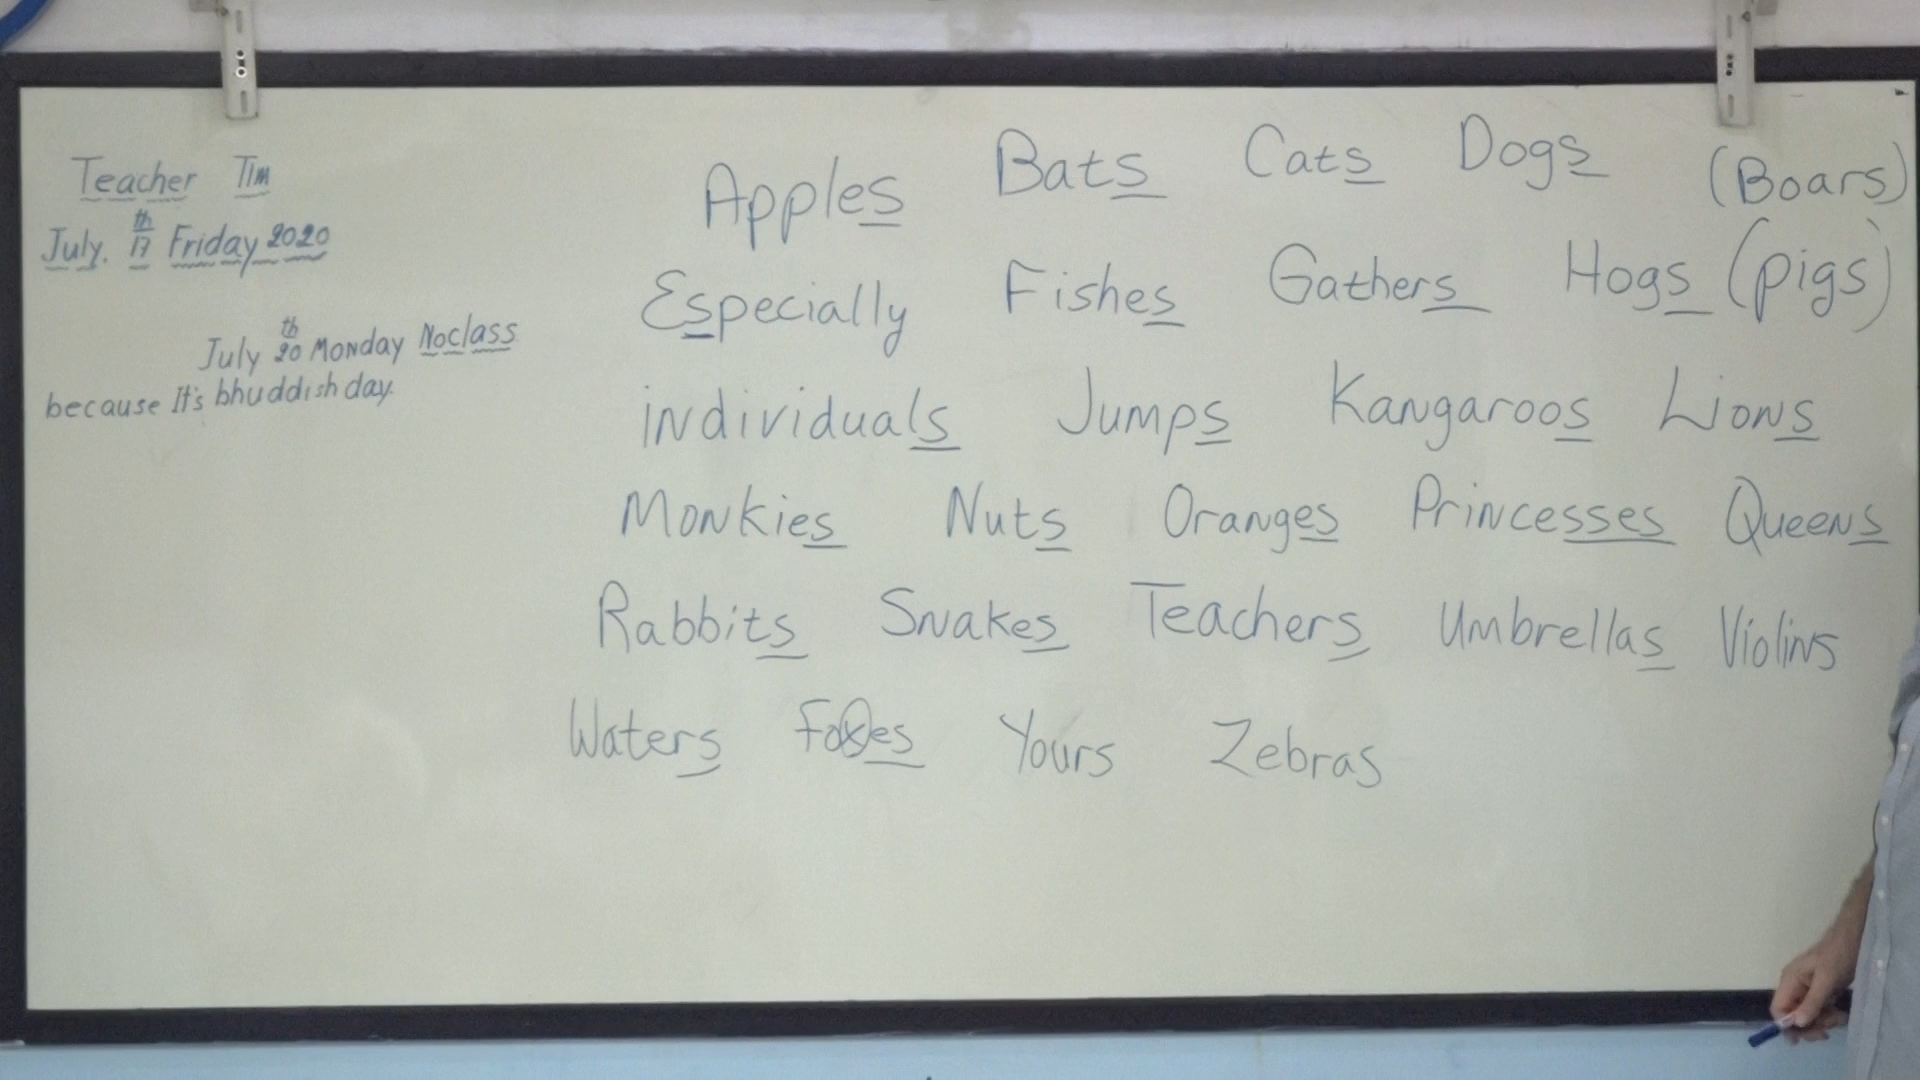 Teacher Tim
July. 17th Friday 2020
July 20th Monday Noclass
because It's bhuddish day.
Apples Bats Cats Dogs (Boars)
Especially Fishes Gathers Hogs (pigs)
individuals Jumps Kangaroos Lions
Monkies Nuts Oranges Princesses Queens
Rabbits Snakes Teachers Umbrellas Violins
Waters Foxes Yours Zebras